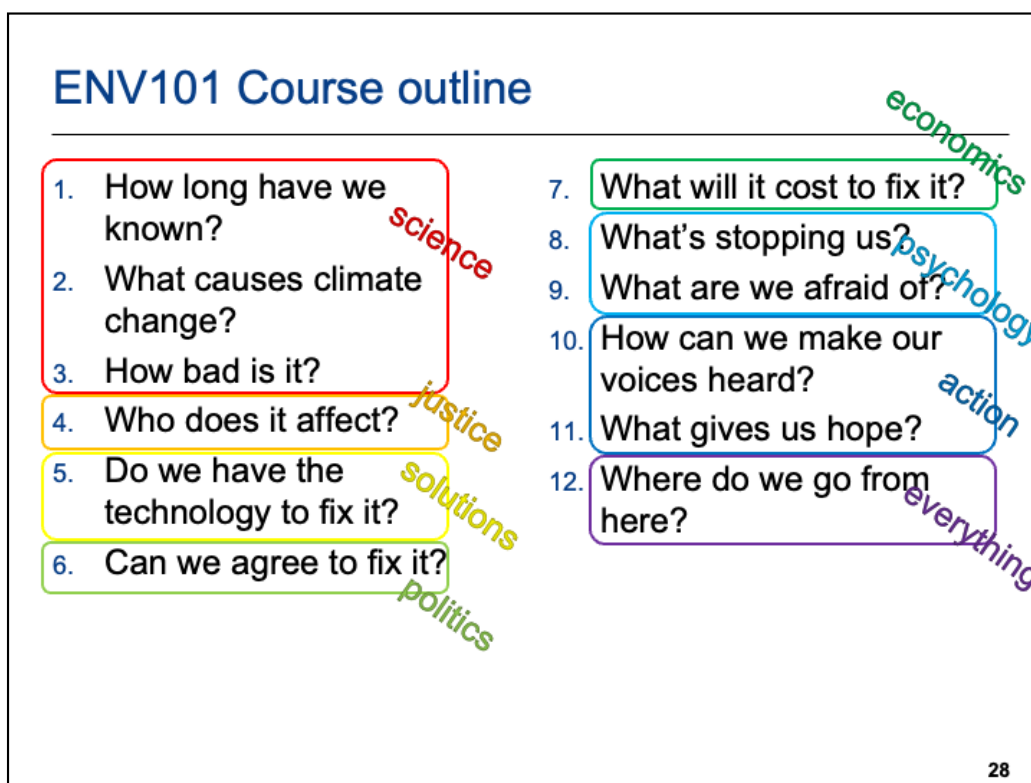 ENV101 Course outline
1. How long have we
known?
2. What causes climate
change?
3. How bad is it?
science
4. Who does it affect?
justice
5. Do we have the
technology to fix it?
solutions
6. Can we agree to fix it?
politics
7. What will it cost to fix it?
economics
8. What's stopping us?
9. What are we afraid of?
psychology
10. How can we make our
voices heard?
11. What gives us hope?
action
12. Where do we go from
here?
everything
28